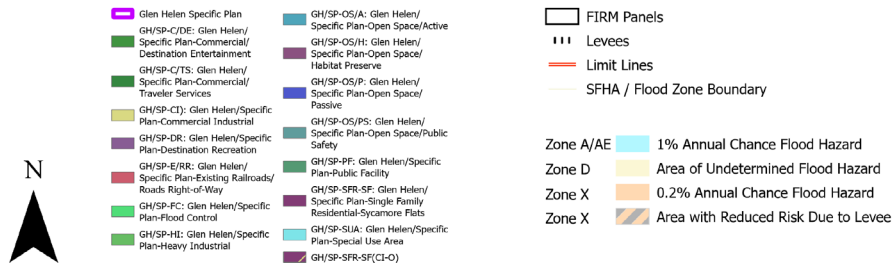 N
Glen Helen Specific Plan
GH/SP-C/DE: Glen Helen/
Specific Plan-Commercial/
Destination Entertainment
GH/SP-C/TS: Glen Helen/
Specific Plan-Commercial/
Traveler Services
GH/SP-CI): Glen Helen/Specific
Plan-Commercial Industrial
GH/SP-DR: Glen Helen/Specific
Plan-Destination Recreation
GH/SP-E/RR: Glen Helen/
Specific Plan-Existing Railroads/
Roads Right-of-Way
GH/SP-FC: Glen Helen/Specific
Plan-Flood Control
GH/SP-HI: Glen Helen/Specific
Plan-Heavy Industrial
GH/SP-OS/A: Glen Helen/
Specific Plan-Open Space/Active
GH/SP-OS/H: Glen Helen/
Specific Plan-Open Space/
Habitat Preserve
GH/SP-OS/P: Glen Helen/
Specific Plan-Open Space/
Passive
GH/SP-OS/PS: Glen Helen/
Specific Plan-Open Space/Public
Safety
GH/SP-PF: Glen Helen/Specific
Plan-Public Facility
GH/SP-SFR-SF: Glen Helen/
Specific Plan-Single Family
Residential-Sycamore Flats
GH/SP-SUA: Glen Helen/Specific
Plan-Special Use Area
GH/SP-SFR-SF(CI-O)
FIRM Panels
Levees
Limit Lines
SFHA / Flood Zone Boundary
Zone A/AE 1% Annual Chance Flood Hazard
Zone D Area of Undetermined Flood Hazard
Zone X 0.2% Annual Chance Flood Hazard
Zone X Area with Reduced Risk Due to Levee